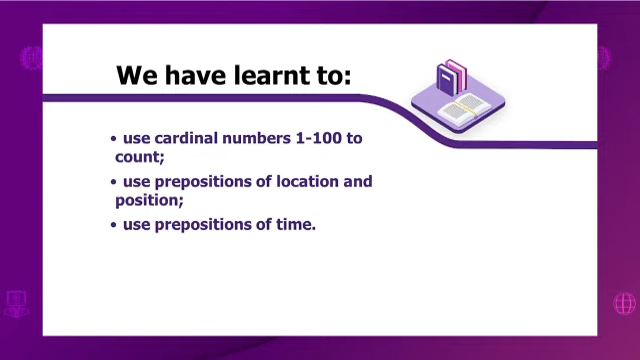 We have learnt to:
• use cardinal numbers 1-100 to
count;
• use prepositions of location and
position;
• use prepositions of time.